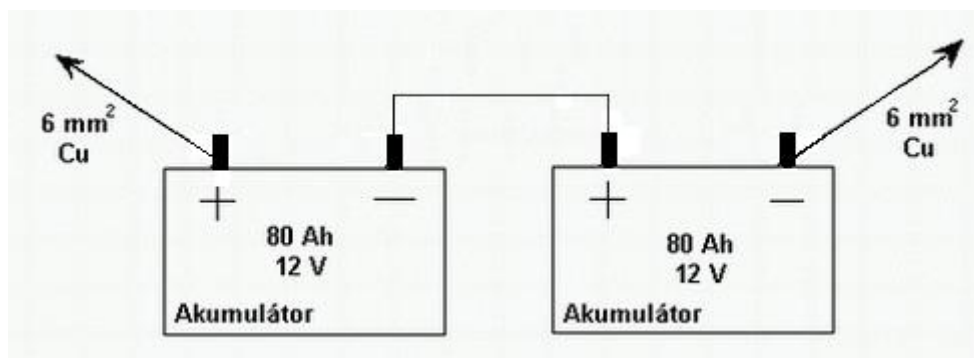 6 mm²
Cu
+ —
80 Ah
12 V
Akumulátor
+ —
80 Ah
12 V
Akumulátor
6 mm²
Cu